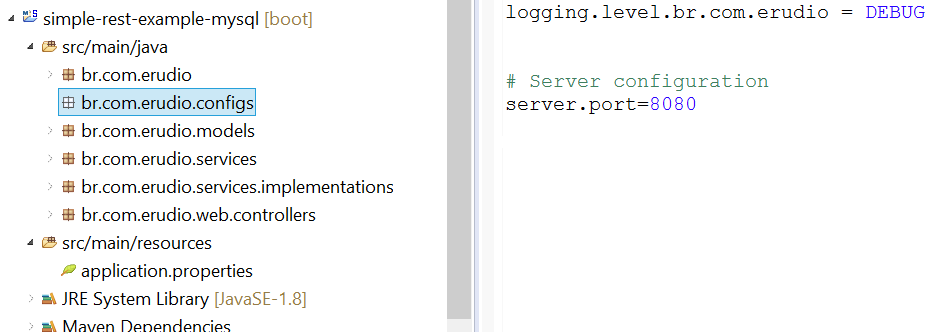 simple-rest-example-mysql [boot]
src/main/java
br.com.erudio
br.com.erudio.configs
br.com.erudio.models
br.com.erudio.services
br.com.erudio.services.implementations
br.com.erudio.web.controllers
src/main/resources
application.properties
JRE System Library [JavaSE-1.8]
Maven Dependencies
logging.level.br.com.erudio = DEBUG
# Server configuration
server.port=8080